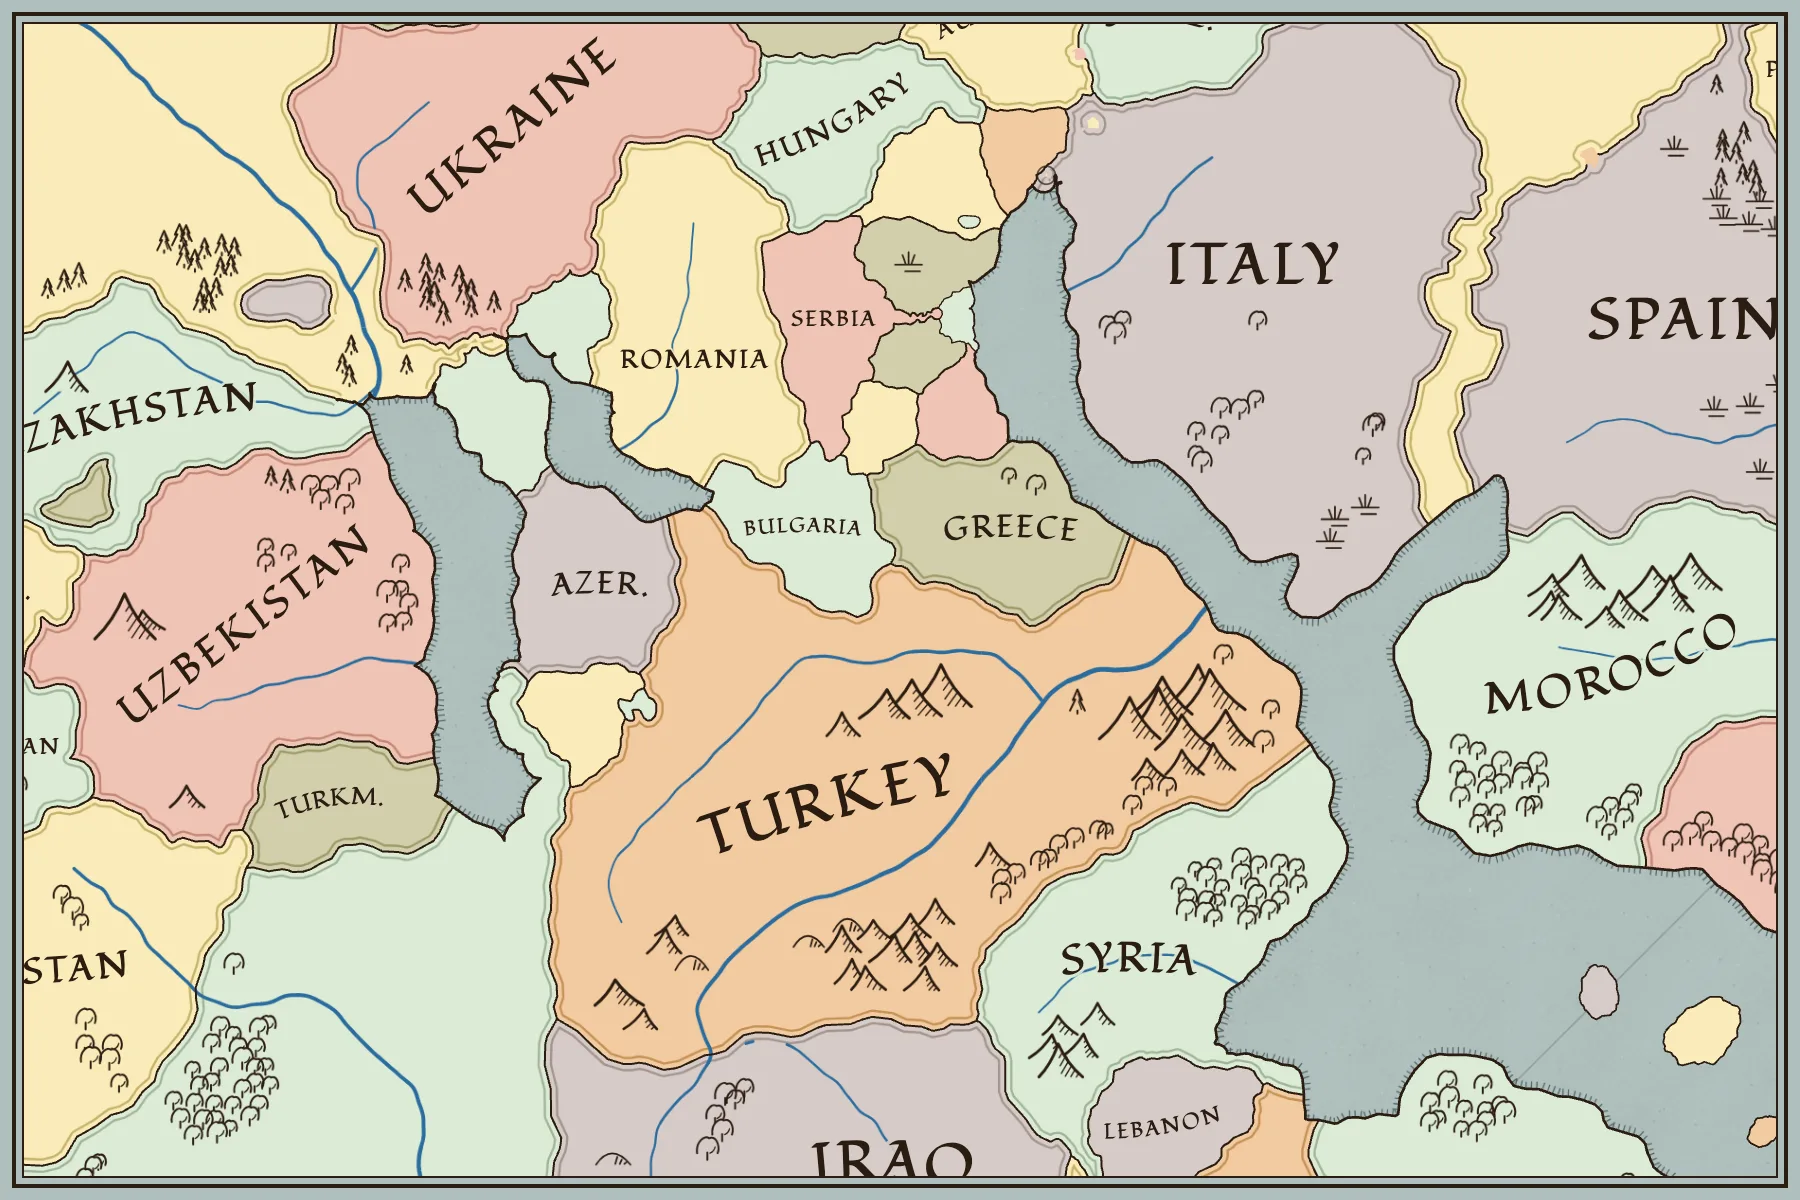 UKRAINE
HUNGARY
ITALY
SPAIN
SERBIA
ROMANIA
ZAKHSTAN
BULGARIA
GREECE
AZER.
UZBEKISTAN
MOROCCO
AN
TURKM.
TURKEY
STAN
SYRIA
LEBANON
IRAQ